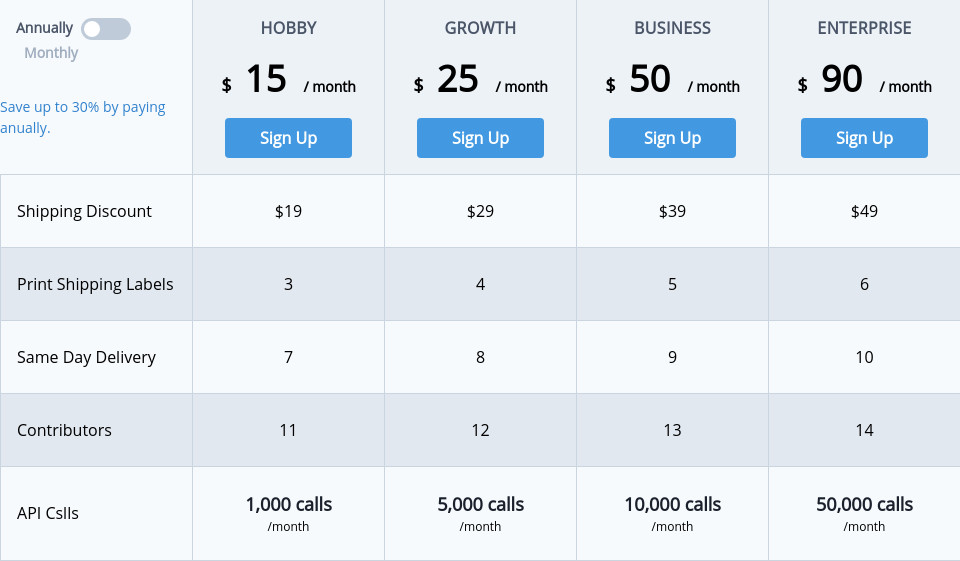 Annually
Monthly
Save up to 30% by paying
anually.
HOBBY GROWTH BUSINESS ENTERPRISE
$ 15 / month $ 25 / month $ 50 / month $ 90 / month
Sign Up Sign Up Sign Up Sign Up
Shipping Discount $19 $29 $39 $49
Print Shipping Labels 3 4 5 6
Same Day Delivery 7 8 9 10
Contributors 11 12 13 14
API Cslls 1,000 calls 5,000 calls 10,000 calls 50,000 calls
/month /month /month /month